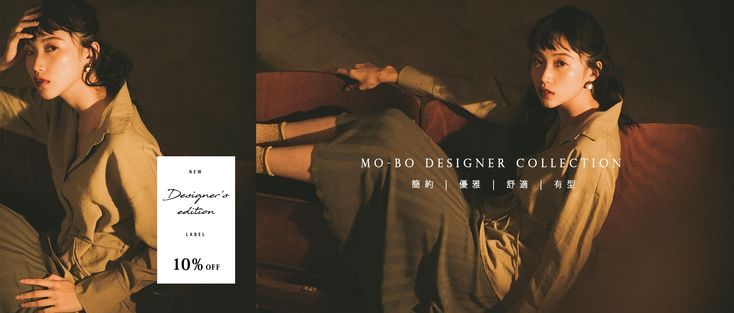 NEW
Designer's
edition
LABEL
10% OFF
MO-BO DESIGNER COLLECTION
簡約 | 優雅 | 舒適 | 有型